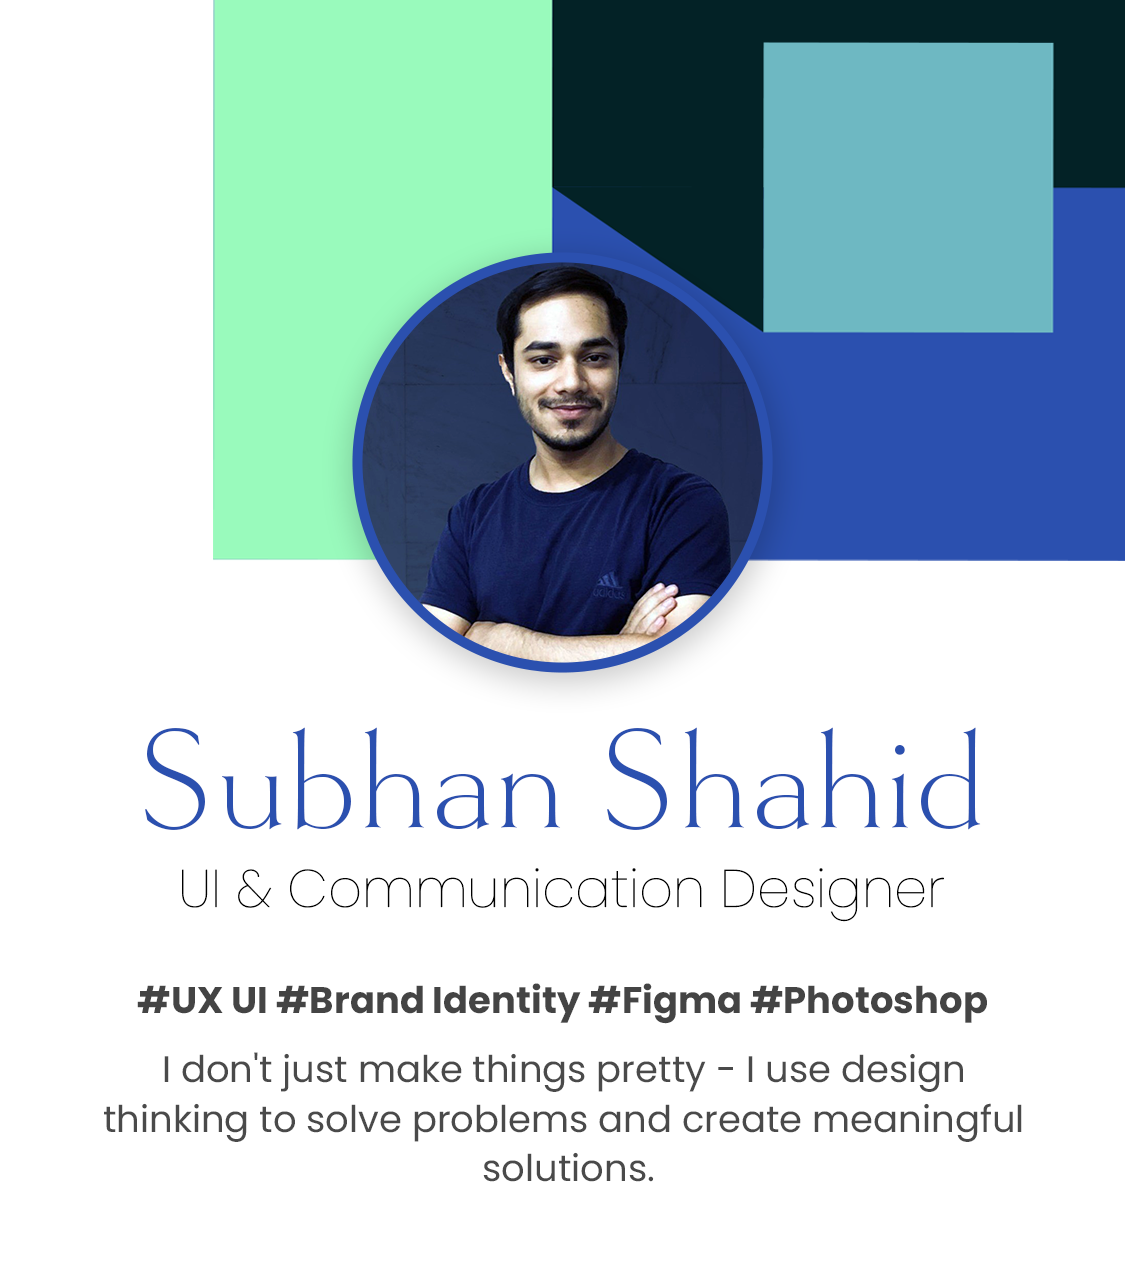 adidas
Subhan Shahid
UI & Communication Designer
#UX UI #Brand Identity #Figma #Photoshop
I don't just make things pretty - I use design
thinking to solve problems and create meaningful
solutions.